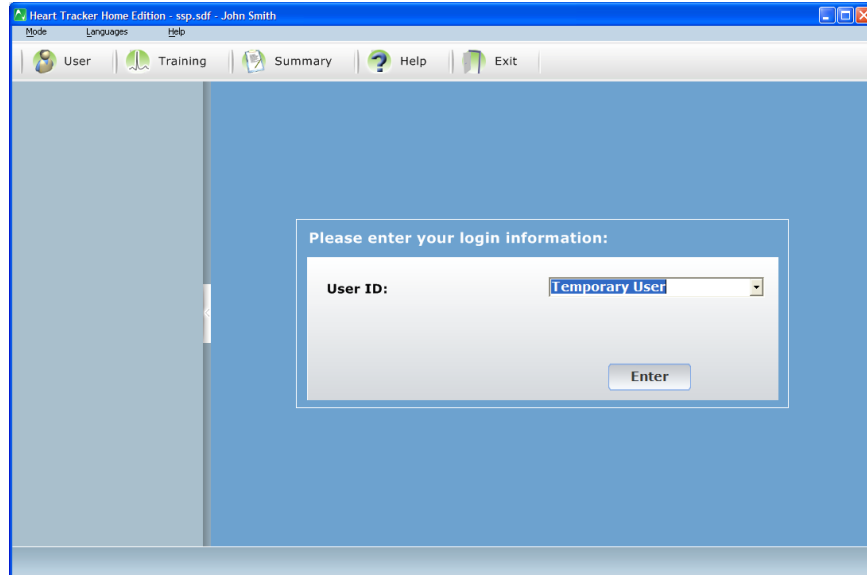 Heart Tracker Home Edition - ssp.sdf - John Smith
Mode Languages Help
User Training Summary Help Exit
Please enter your login information:
User ID: Temporary User
Enter